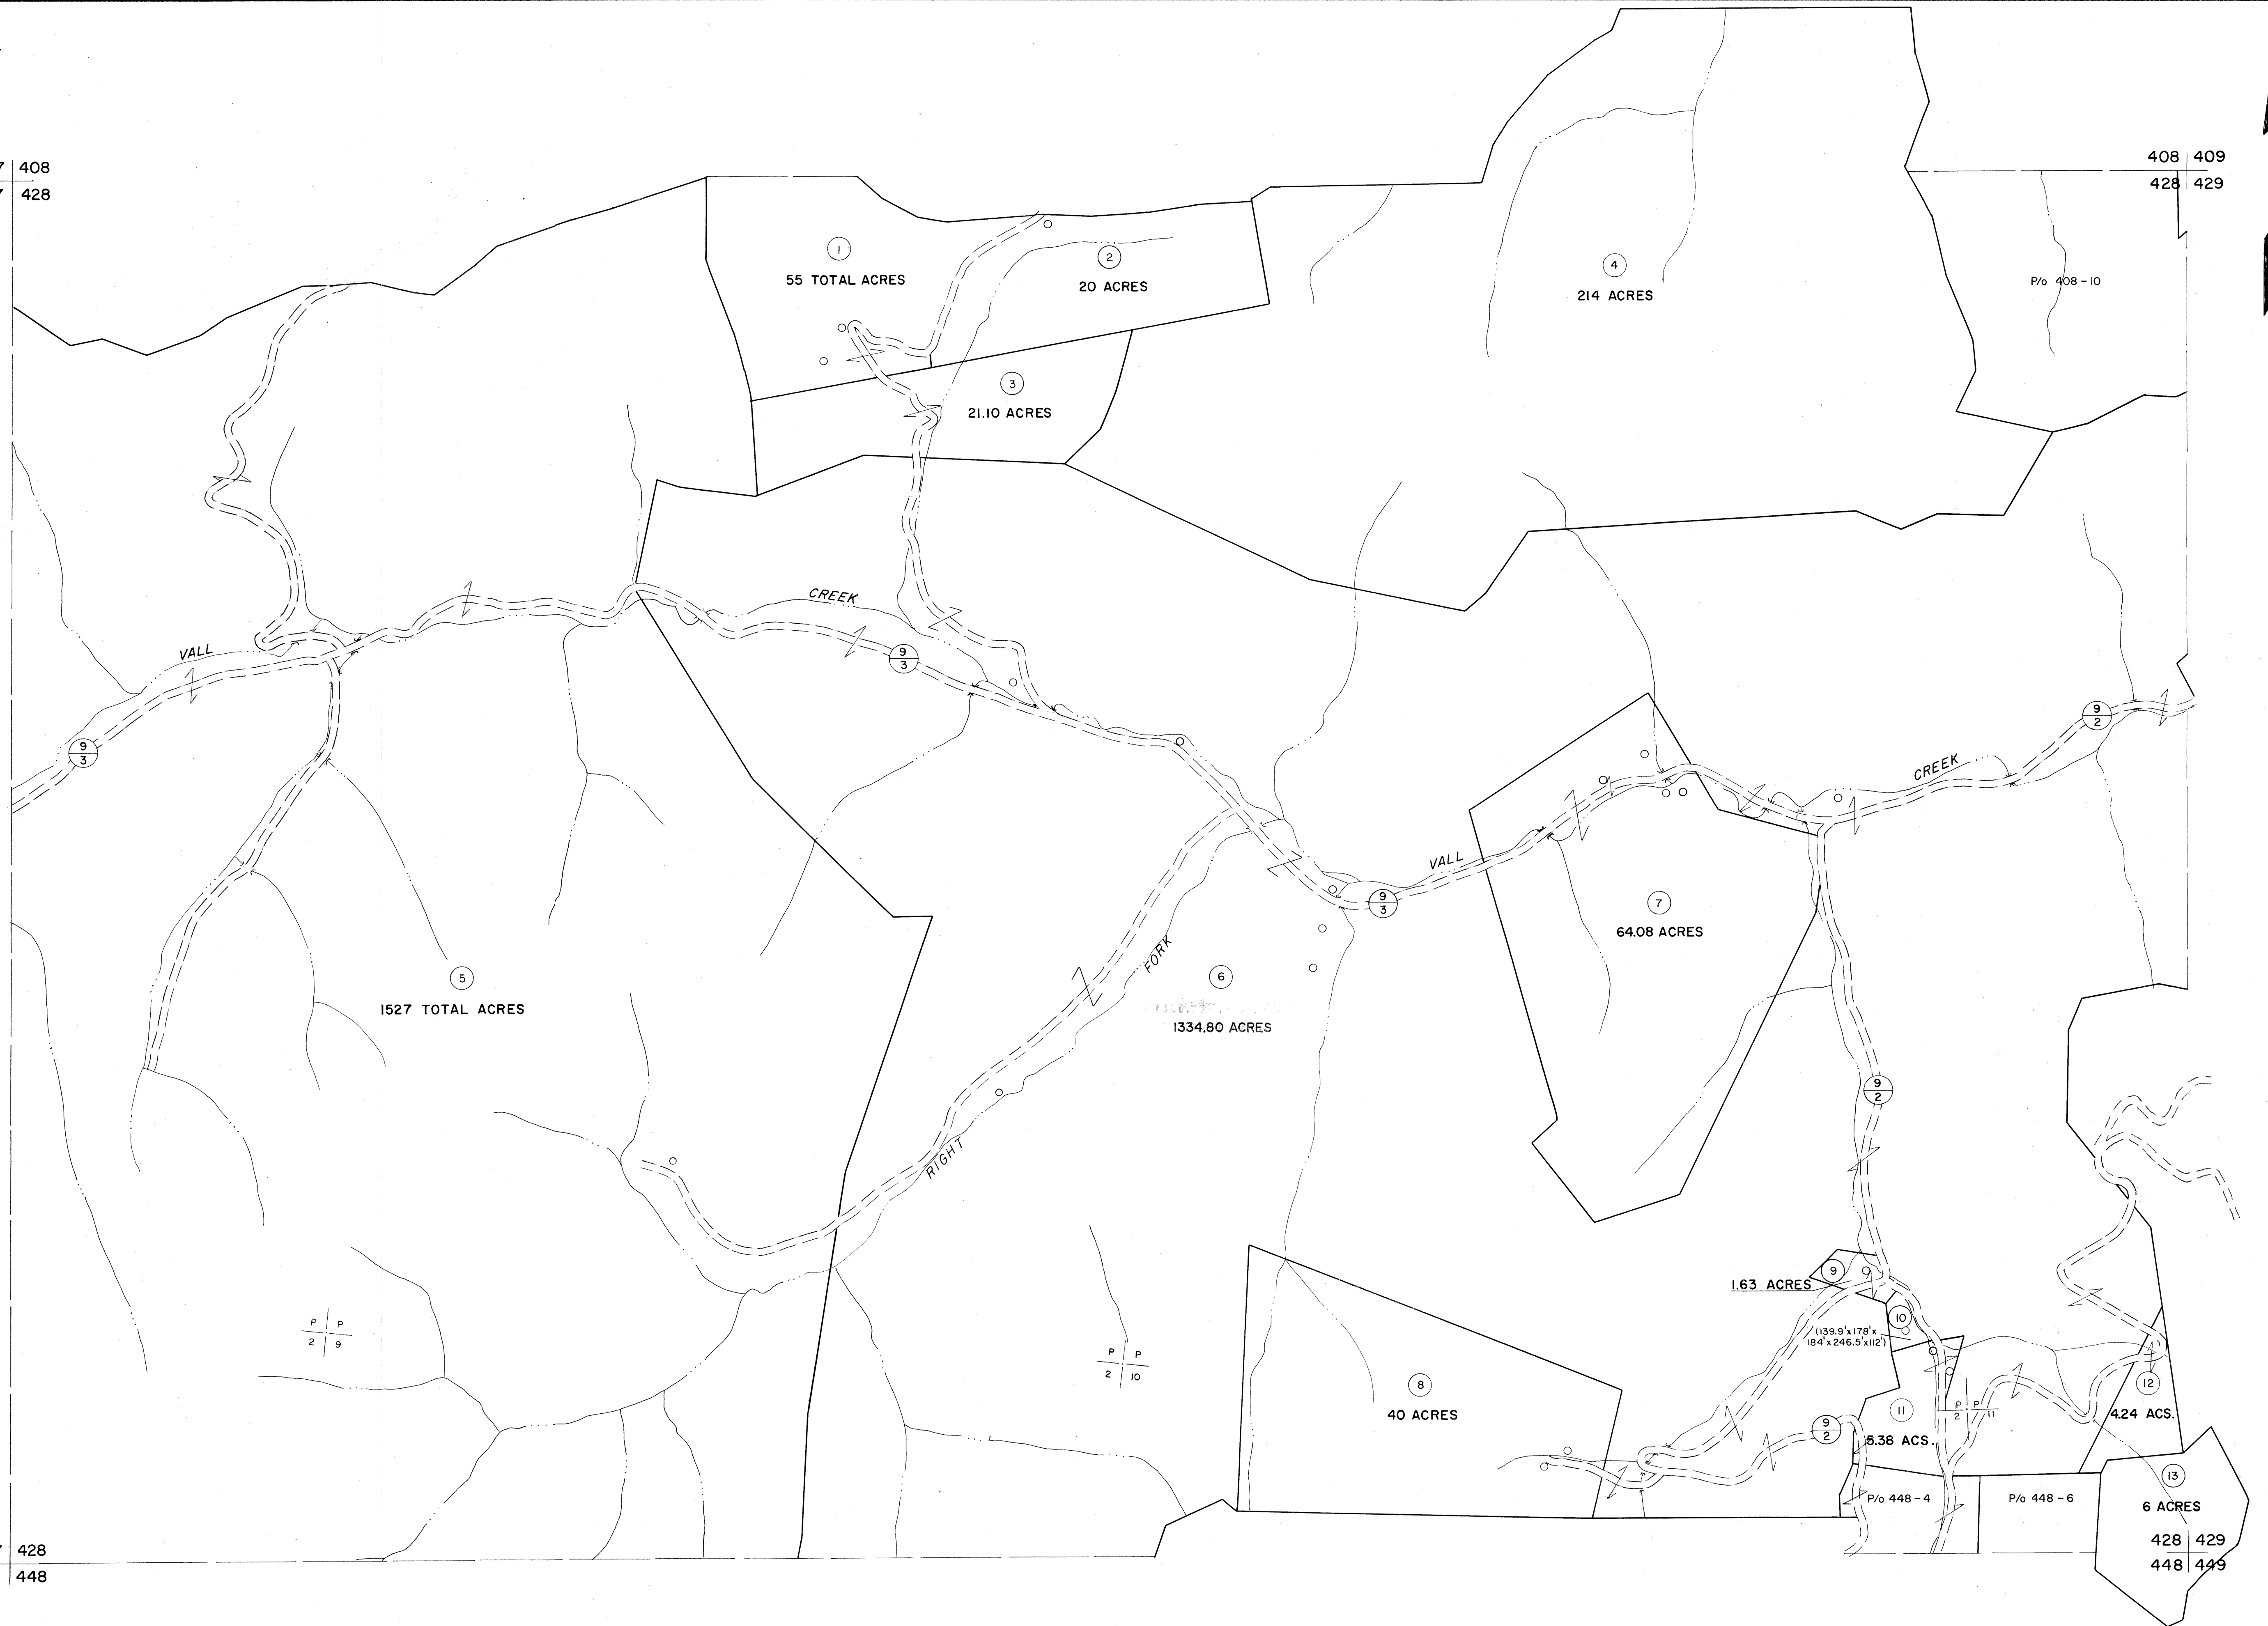 408
428
408 409
428 429
1
55 TOTAL ACRES
2
20 ACRES
4
214 ACRES
P/o 408-10
3
21.10 ACRES
CREEK
VALL
9
3
9
3
9
2
CREEK
9
3
VALL
7
64.08 ACRES
FORK
5
1527 TOTAL ACRES
6
1334.80 ACRES
9
2
RIGHT
9
1.63 ACRES
10
(139.9'x178'x
184'x246.5'x112')
P P
2 9
P P
2 10
8
40 ACRES
12
4.24 ACS.
11
P P
2 11
9
2
5.38 ACS.
13
6 ACRES
P/o 448-4
P/o 448-6
428
448
428 429
448 449